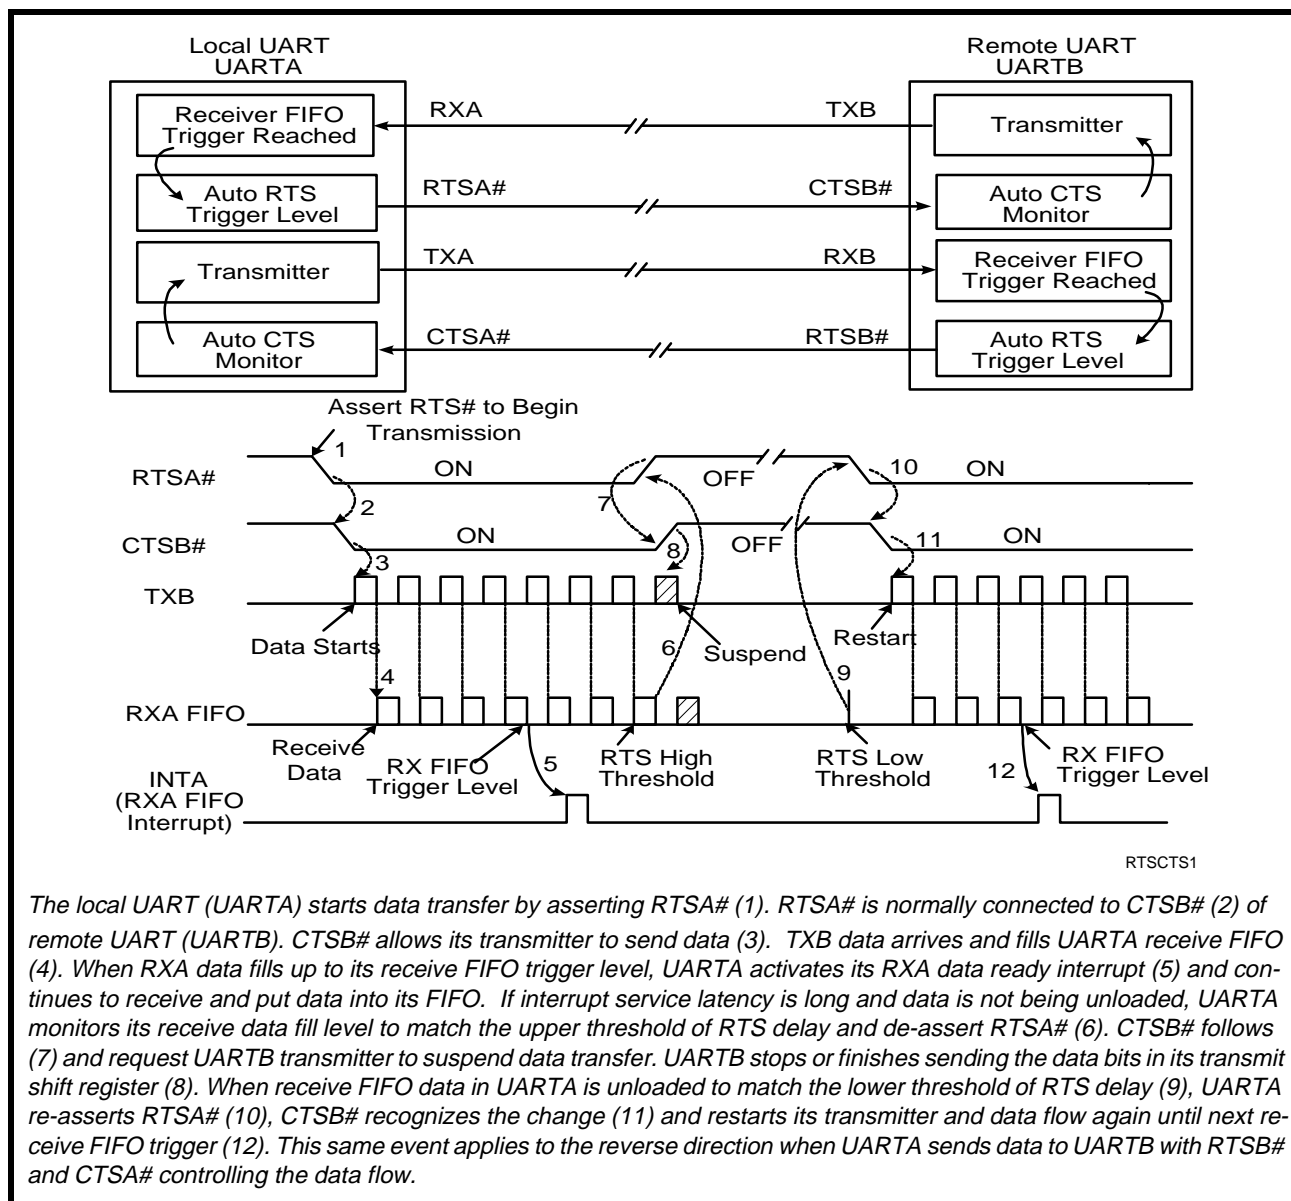 Local UART
UARTA
Remote UART
UARTB
Receiver FIFO
Trigger Reached
RXA
TXB
Transmitter
Auto RTS
Trigger Level
RTSA#
CTSB#
Auto CTS
Monitor
Transmitter
TXA
RXB
Receiver FIFO
Trigger Reached
Auto CTS
Monitor
CTSA#
RTSB#
Auto RTS
Trigger Level
Assert RTS# to Begin
Transmission
1
RTSA#
ON
OFF
10
ON
2
7
CTSB#
ON
OFF
11
ON
3
8
TXB
Data Starts
6
Suspend
Restart
4
9
RXA FIFO
Receive
Data
RX FIFO
Trigger Level
5
RTS High
Threshold
RTS Low
Threshold
12
RX FIFO
Trigger Level
INTA
(RXA FIFO
Interrupt)
RTSCTS1
The local UART (UARTA) starts data transfer by asserting RTSA# (1). RTSA# is normally connected to CTSB# (2) of
remote UART (UARTB). CTSB# allows its transmitter to send data (3). TXB data arrives and fills UARTA receive FIFO
(4). When RXA data fills up to its receive FIFO trigger level, UARTA activates its RXA data ready interrupt (5) and con-
tinues to receive and put data into its FIFO. If interrupt service latency is long and data is not being unloaded, UARTA
monitors its receive data fill level to match the upper threshold of RTS delay and de-assert RTSA# (6). CTSB# follows
(7) and request UARTB transmitter to suspend data transfer. UARTB stops or finishes sending the data bits in its transmit
shift register (8). When receive FIFO data in UARTA is unloaded to match the lower threshold of RTS delay (9), UARTA
re-asserts RTSA# (10), CTSB# recognizes the change (11) and restarts its transmitter and data flow again until next re-
ceive FIFO trigger (12). This same event applies to the reverse direction when UARTA sends data to UARTB with RTSB#
and CTSA# controlling the data flow.